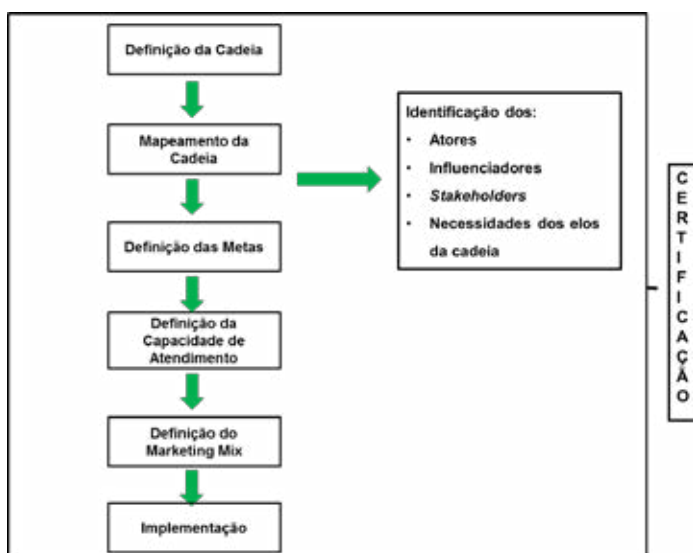 Definição da Cadeia
Mapeamento da
Cadeia
Identificação dos:
• Atores
• Influenciadores
• Stakeholders
• Necessidades dos elos
da cadeia
Definição das Metas
Definição da
Capacidade de
Atendimento
Definição do
Marketing Mix
Implementação
CERTIFICAÇÃO